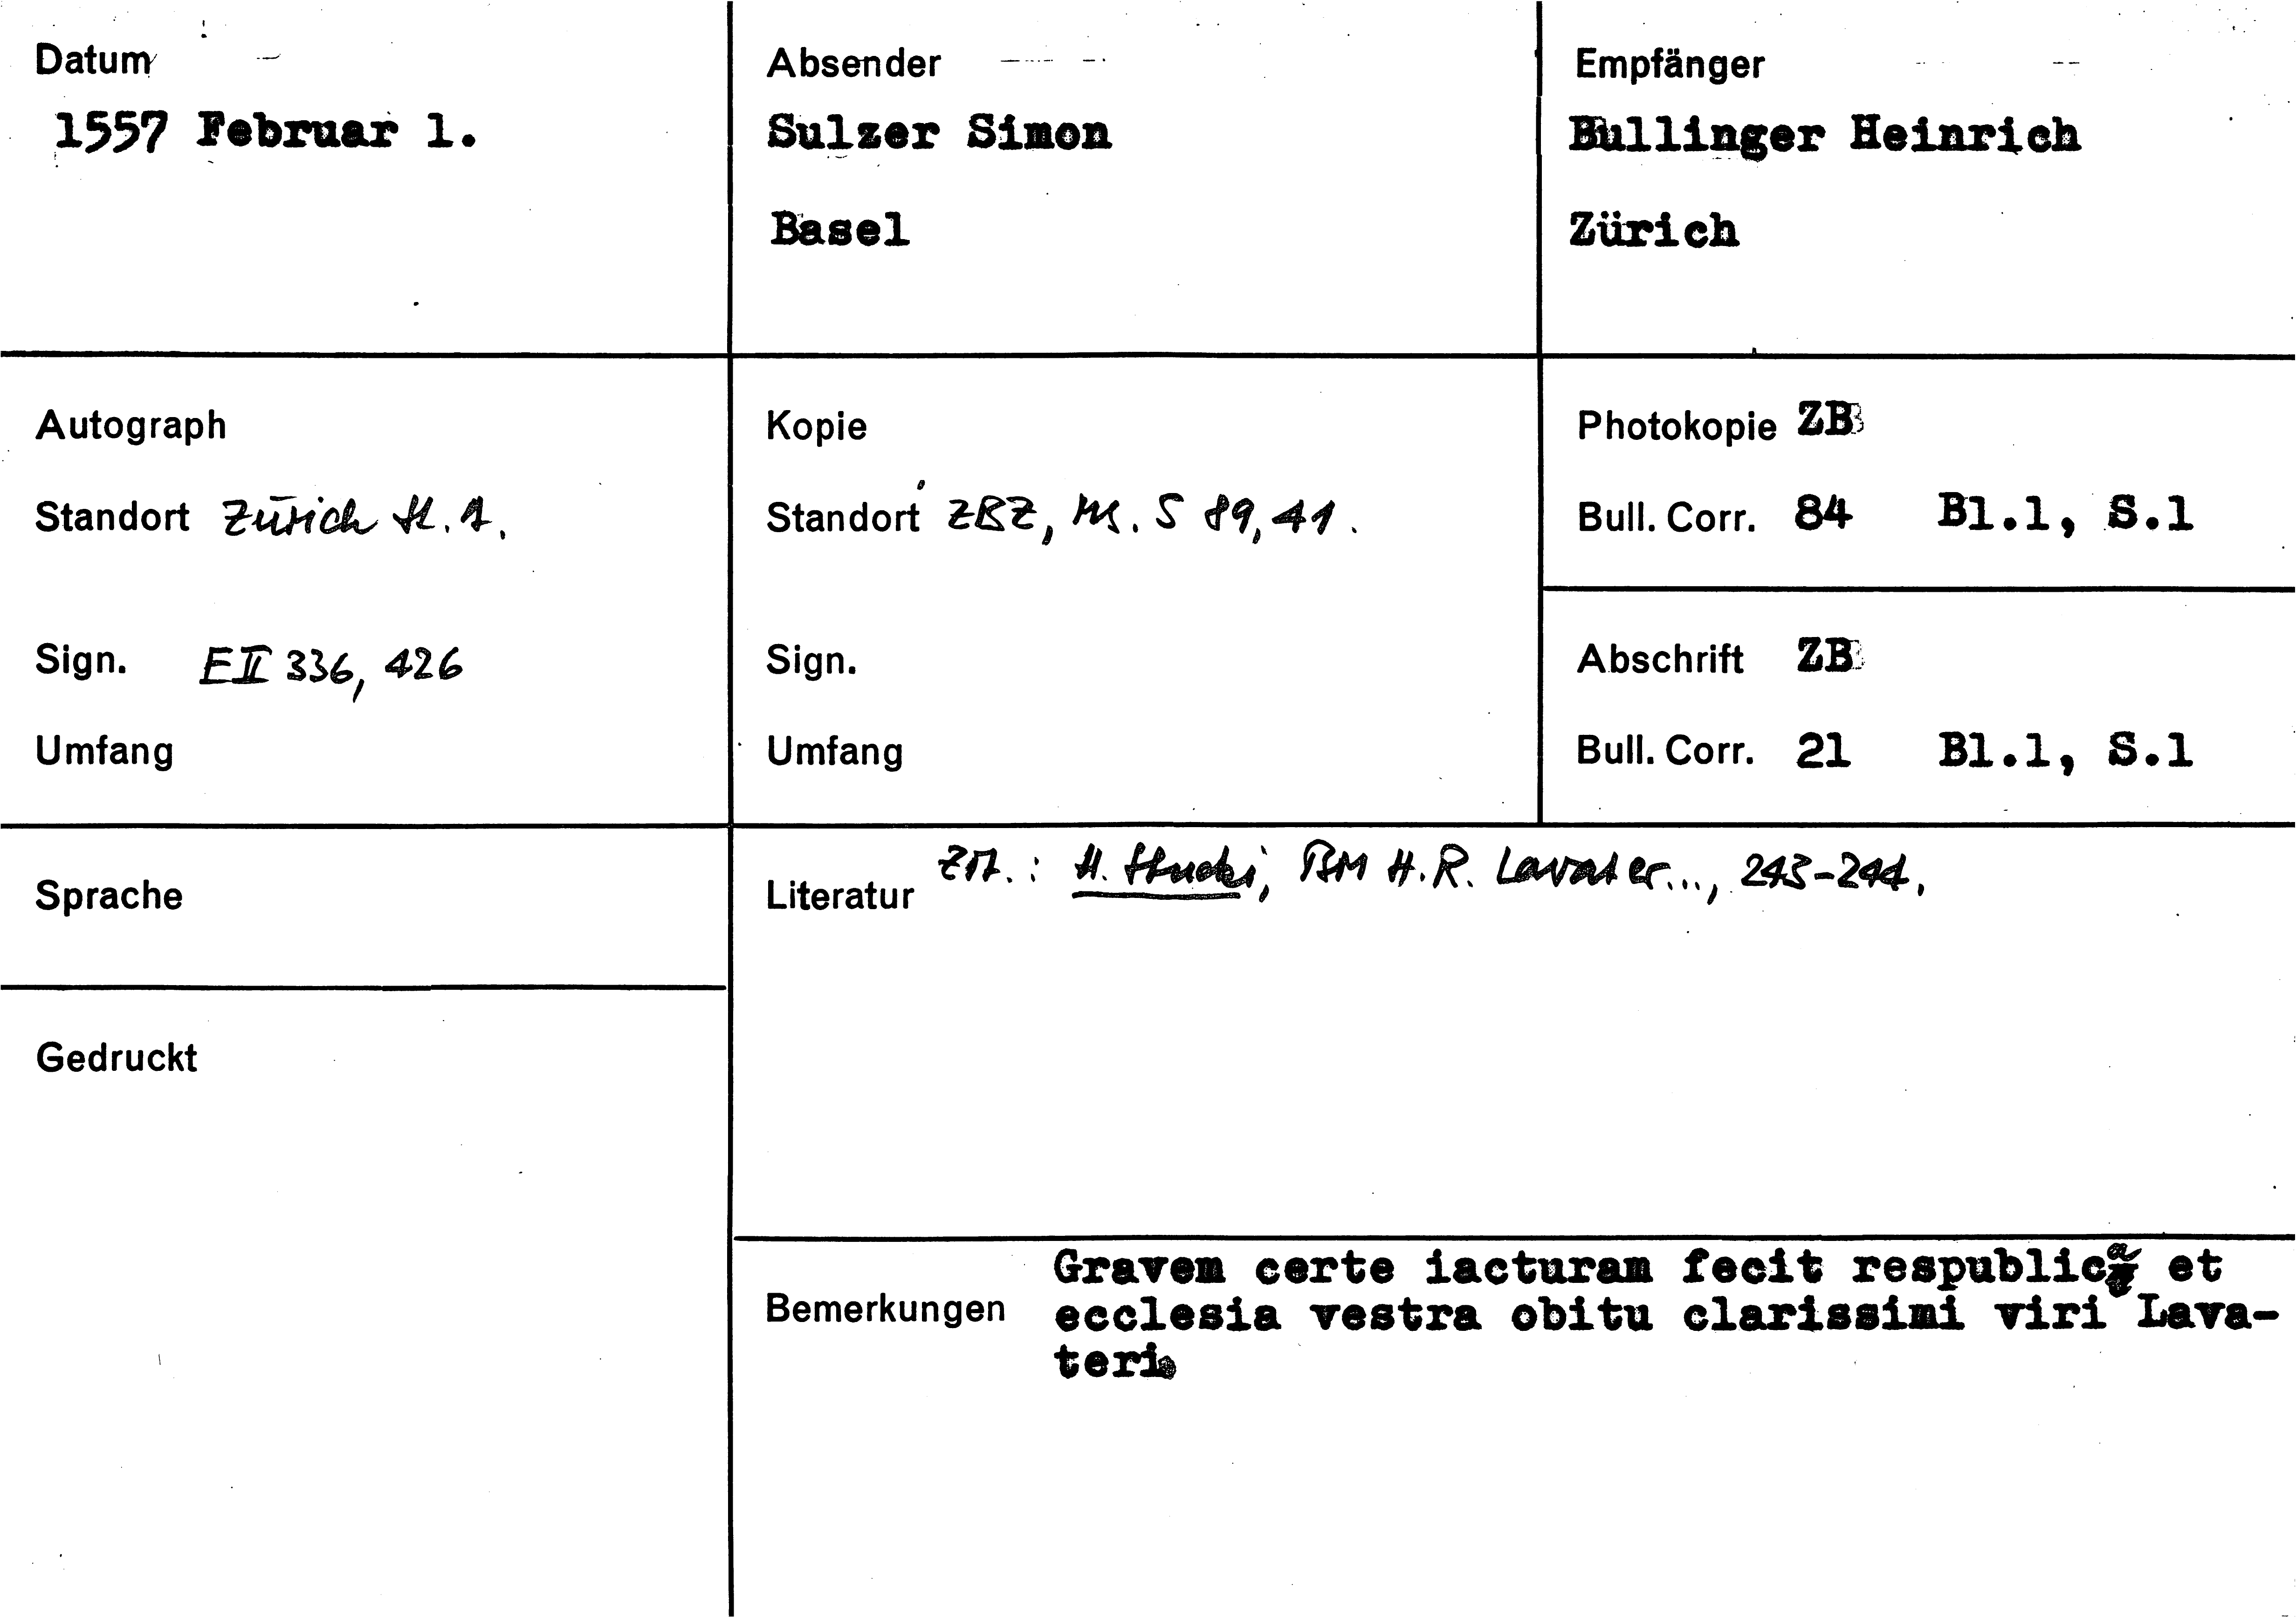 Datum
1557 Februar 1.
Absender
Sulzer Simon
Basel
Empfänger
Bullinger Heinrich
Zürich
Autograph
Standort Zürich St. A.
Sign. E II 336, 426
Umfang
Kopie
Standort ZBZ, Ms. S 89, 41.
Sign.
Umfang
Photokopie ZB
Bull. Corr. 84 Bl.1, S.1
Abschrift ZB
Bull. Corr. 21 Bl.1, S.1
Sprache
Gedruckt
Literatur Zit.: H. Stucki, BM H.R. Lavater..., 243-244.
Bemerkungen
Gravem certe iacturam fecit respublica et
ecclesia vestra obitu clarissimi viri Lava-
teri.